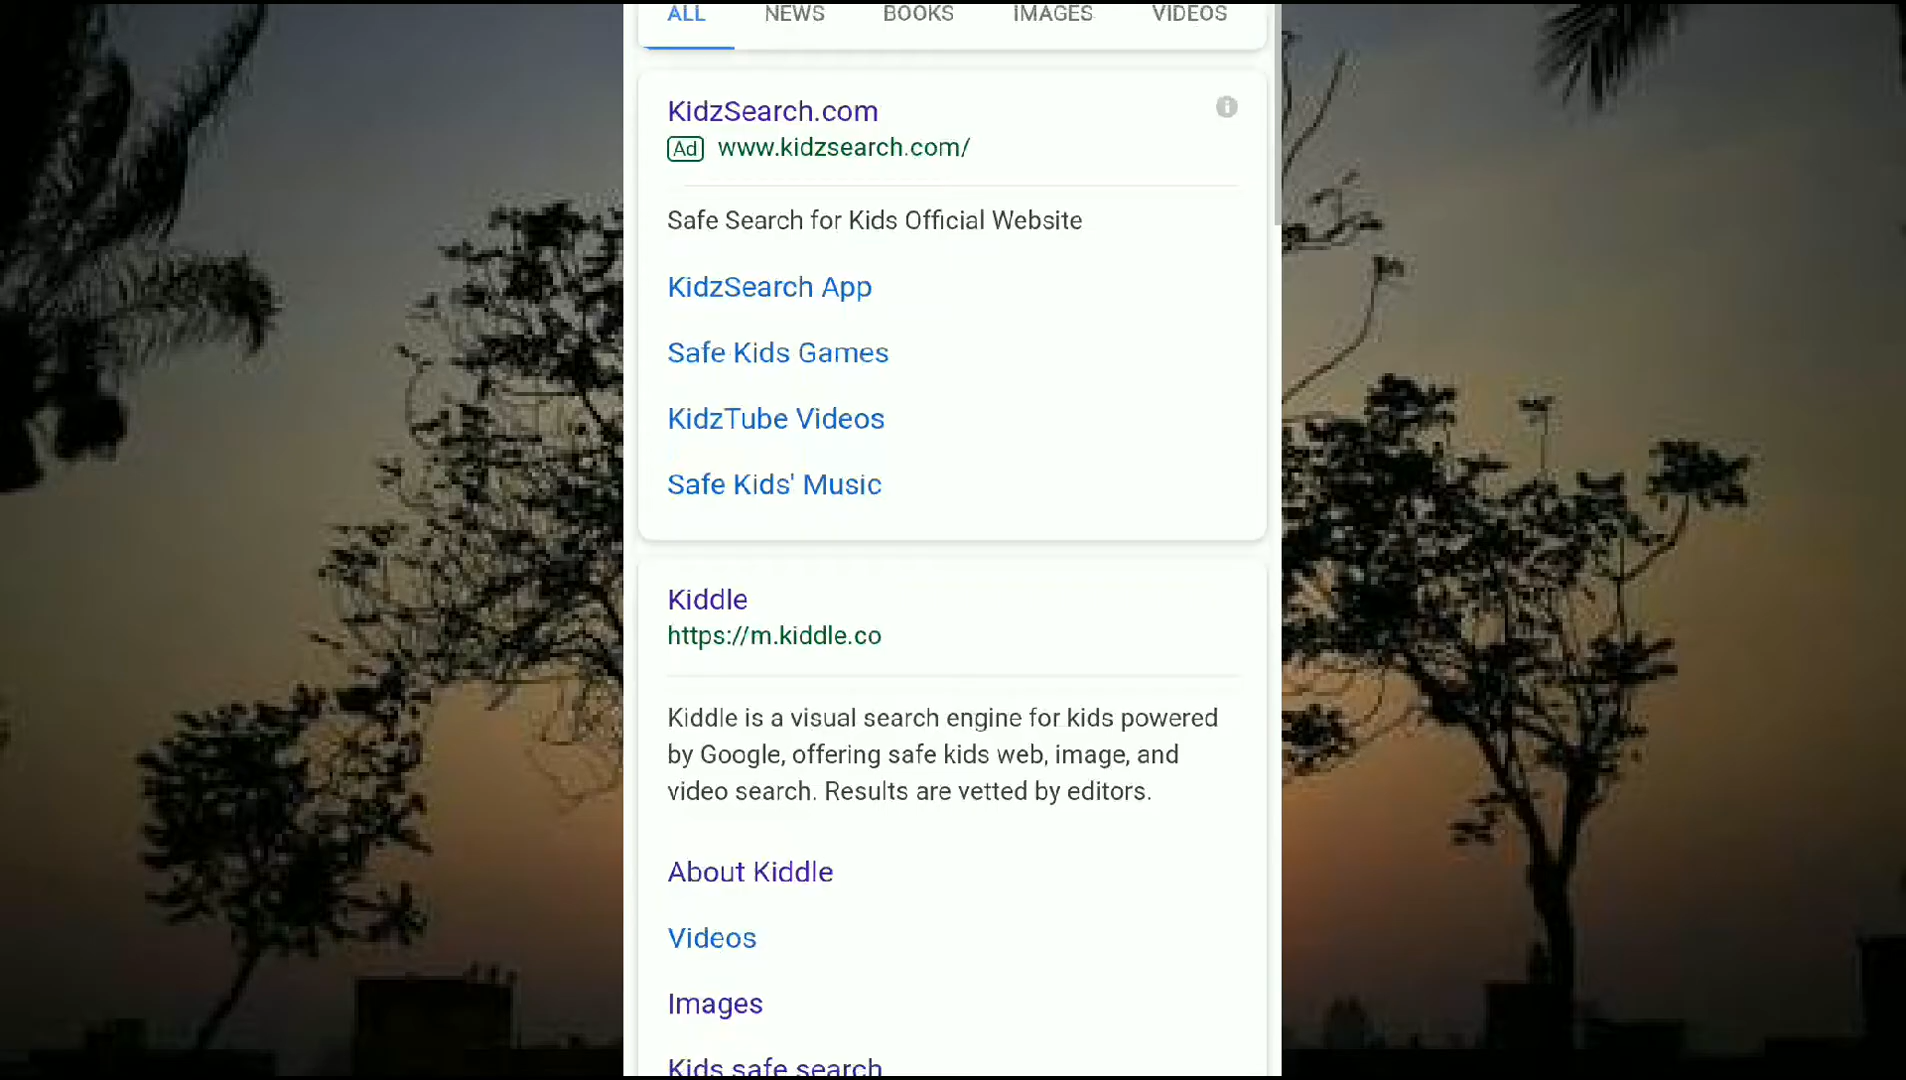 ALL NEWS BOOKS IMAGES VIDEOS
KidzSearch.com
Ad www.kidzsearch.com/
Safe Search for Kids Official Website
KidzSearch App
Safe Kids Games
KidzTube Videos
Safe Kids' Music
Kiddle
https://m.kiddle.co
Kiddle is a visual search engine for kids powered
by Google, offering safe kids web, image, and
video search. Results are vetted by editors.
About Kiddle
Videos
Images
Kids safe search